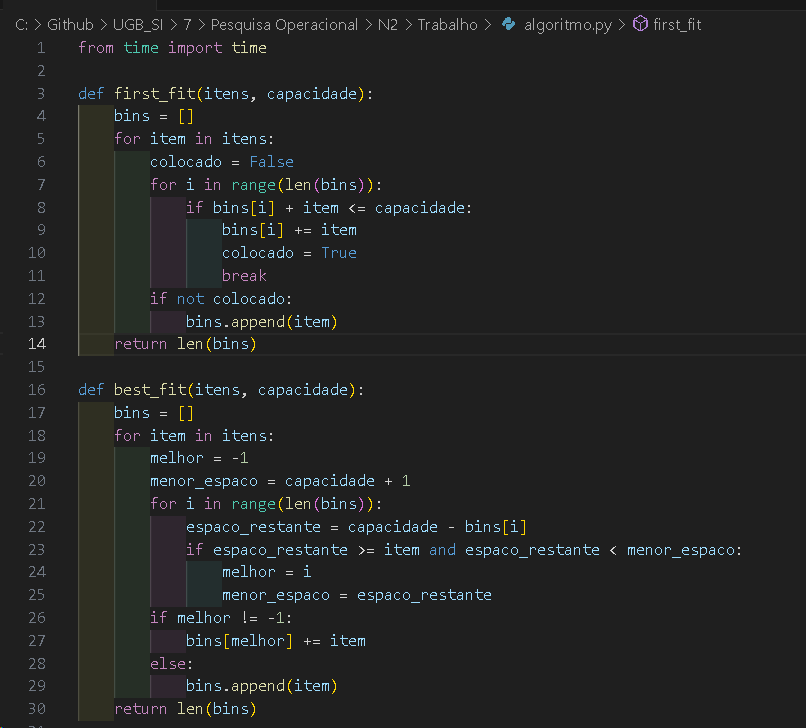 C: > Github > UGB_SI > 7 > Pesquisa Operacional > N2 > Trabalho > algoritmo.py > first_fit
1 from time import time
2
3 def first_fit(itens, capacidade):
4     bins = []
5     for item in itens:
6         colocado = False
7         for i in range(len(bins)):
8             if bins[i] + item <= capacidade:
9                 bins[i] += item
10                 colocado = True
11                 break
12         if not colocado:
13             bins.append(item)
14     return len(bins)
15
16 def best_fit(itens, capacidade):
17     bins = []
18     for item in itens:
19         melhor = -1
20         menor_espaco = capacidade + 1
21         for i in range(len(bins)):
22             espaco_restante = capacidade - bins[i]
23             if espaco_restante >= item and espaco_restante < menor_espaco:
24                 melhor = i
25                 menor_espaco = espaco_restante
26         if melhor != -1:
27             bins[melhor] += item
28         else:
29             bins.append(item)
30     return len(bins)